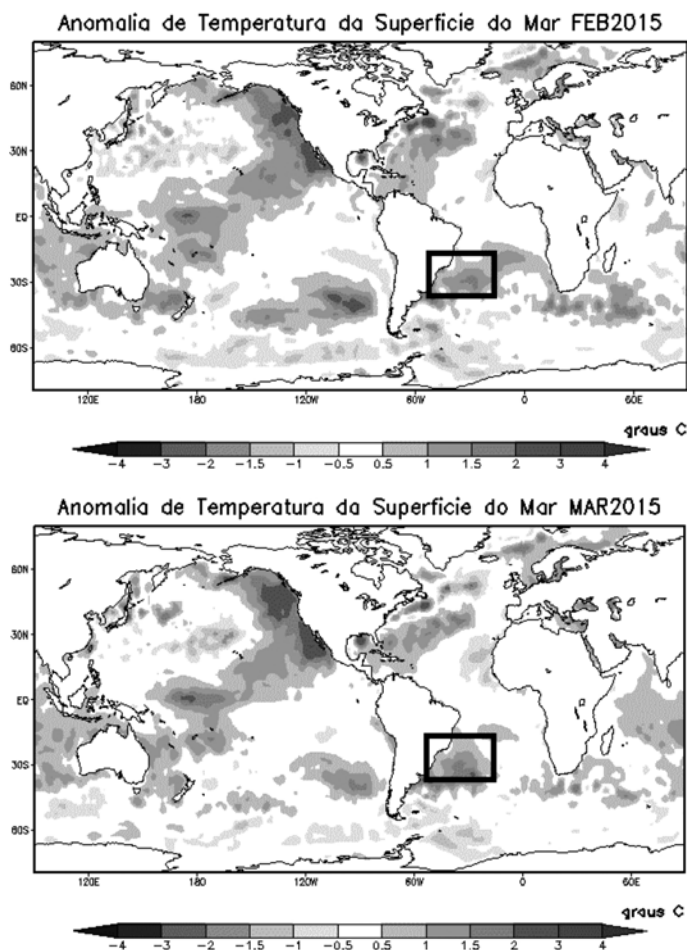 Anomalia de Temperatura da Superficie do Mar FEB2015
60N
30N
EQ
30S
60S
120E 180 120W 60W 0 60E
graus C
-4 -3 -2 -1.5 -1 -0.5 0.5 1 1.5 2 3 4
Anomalia de Temperatura da Superficie do Mar MAR2015
60N
30N
EQ
30S
60S
120E 180 120W 60W 0 60E
graus C
-4 -3 -2 -1.5 -1 -0.5 0.5 1 1.5 2 3 4